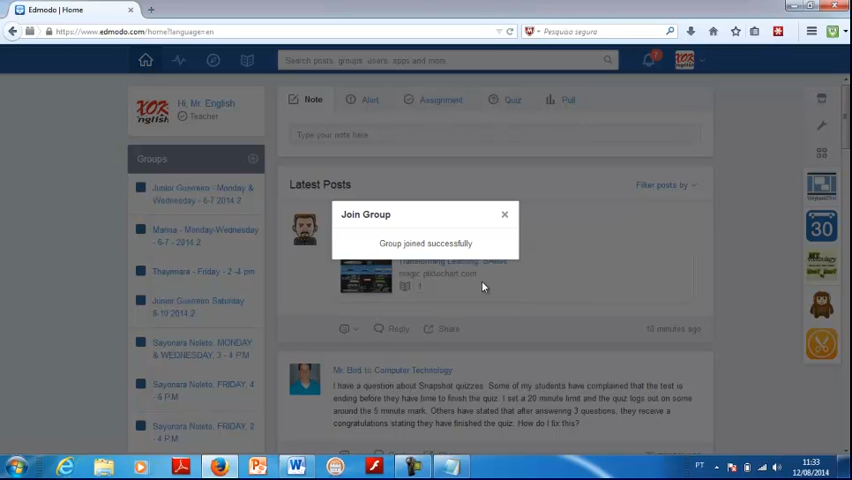 Edmodo | Home
https://www.edmodo.com/home?language=en
Pesquisa segura
Search posts, groups, users, apps and more
7
XOK
nglish
Hi, Mr. English
Teacher
Note
Alert
Assignment
Quiz
Poll
Type your note here...
Groups
Junior Guerreiro - Monday &
Wednesday - 6-7 2014.2
Marina - Monday-Wednesday
- 6-7 - 2014.2
Thaynnara - Friday - 2 -4 pm
Junior Guerreiro Saturday
8-10 2014.2
Sayonara Noleto, MONDAY
& WEDNESDAY, 3 - 4 P.M
Sayonara Noleto, FRIDAY, 4
- 6 P.M
Sayonara Noleto, FRIDAY,
Latest Posts
Filter posts by
Join Group
Group joined successfully
Transforming Learning:
magic.piktochart.com
1
Reply
Share
10 minutes ago
Mr. Bird to Computer Technology
I have a question about Snapshot quizzes. Some of my students have complained that the test is
ending before they have time to finish the quiz. I set a 20 minute limit and the quiz logs out on some
around the 5 minute mark. Others have stated that after answering 3 questions, they receive a
congratulations stating they have finished the quiz. How do I fix this?
30
PT
11:33
12/08/2014